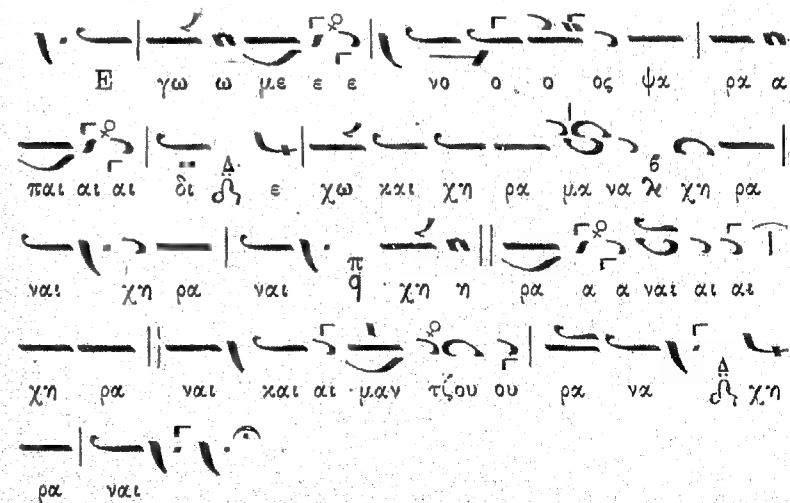 Ε γω ω με ε ε νο ο ο ος ψα ρα α
παι αι αι δι Δ ε χω και χη ρα μα να χη ρα
ναι χη ρα ναι π q χη η ρα α α ναι αι αι
χη ρα ναι και αι μαν τζου ου ρα να Δ χη
ρα ναι